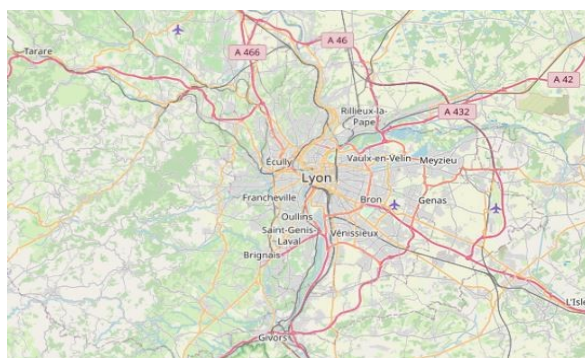 A 46
A 466
Tarare
A 42
Rillieux-la-
Pape
A 432
Écully
Vaulx-en-Velin
Meyzieu
Lyon
Francheville
Bron
Genas
Oullins
Saint-Genis-
Laval
Vénissieux
Brignais
L'Isle
Givors